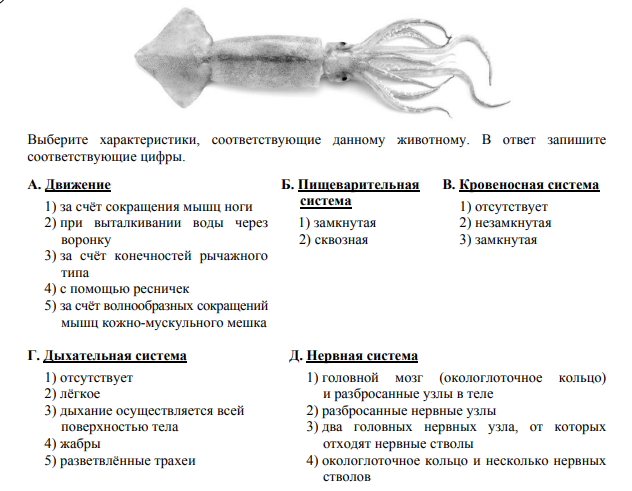 Выберите характеристики, соответствующие данному животному. В ответ запишите
соответствующие цифры.
А. Движение
1) за счёт сокращения мышц ноги
2) при выталкивании воды через
воронку
3) за счёт конечностей рычажного
типа
4) с помощью ресничек
5) за счёт волнообразных сокращений
мышц кожно-мускульного мешка
Б. Пищеварительная
система
1) замкнутая
2) сквозная
В. Кровеносная система
1) отсутствует
2) незамкнутая
3) замкнутая
Г. Дыхательная система
1) отсутствует
2) лёгкое
3) дыхание осуществляется всей
поверхностью тела
4) жабры
5) разветвлённые трахеи
Д. Нервная система
1) головной мозг (окологлоточное кольцо)
и разбросанные узлы в теле
2) разбросанные нервные узлы
3) два головных нервных узла, от которых
отходят нервные стволы
4) окологлоточное кольцо и несколько нервных
стволов